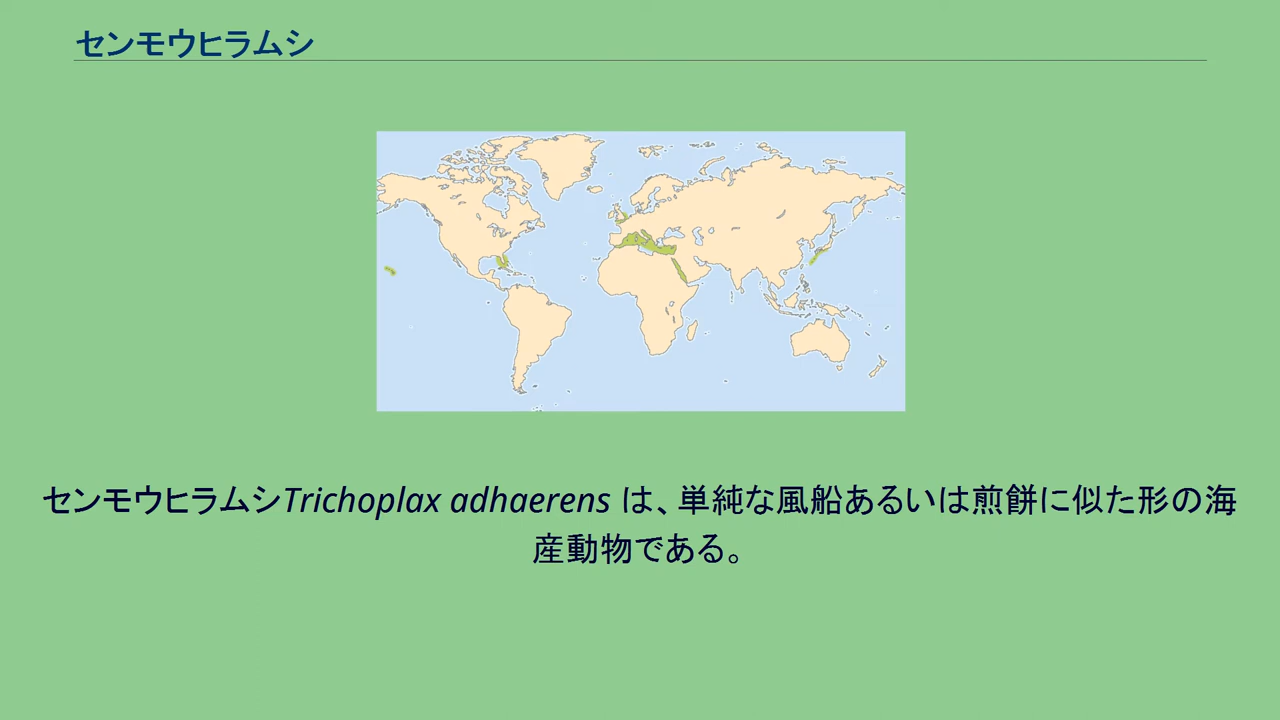 センモウヒラムシ
センモウヒラムシTrichoplax adhaerens は、単純な風船あるいは煎餅に似た形の海
産動物である。